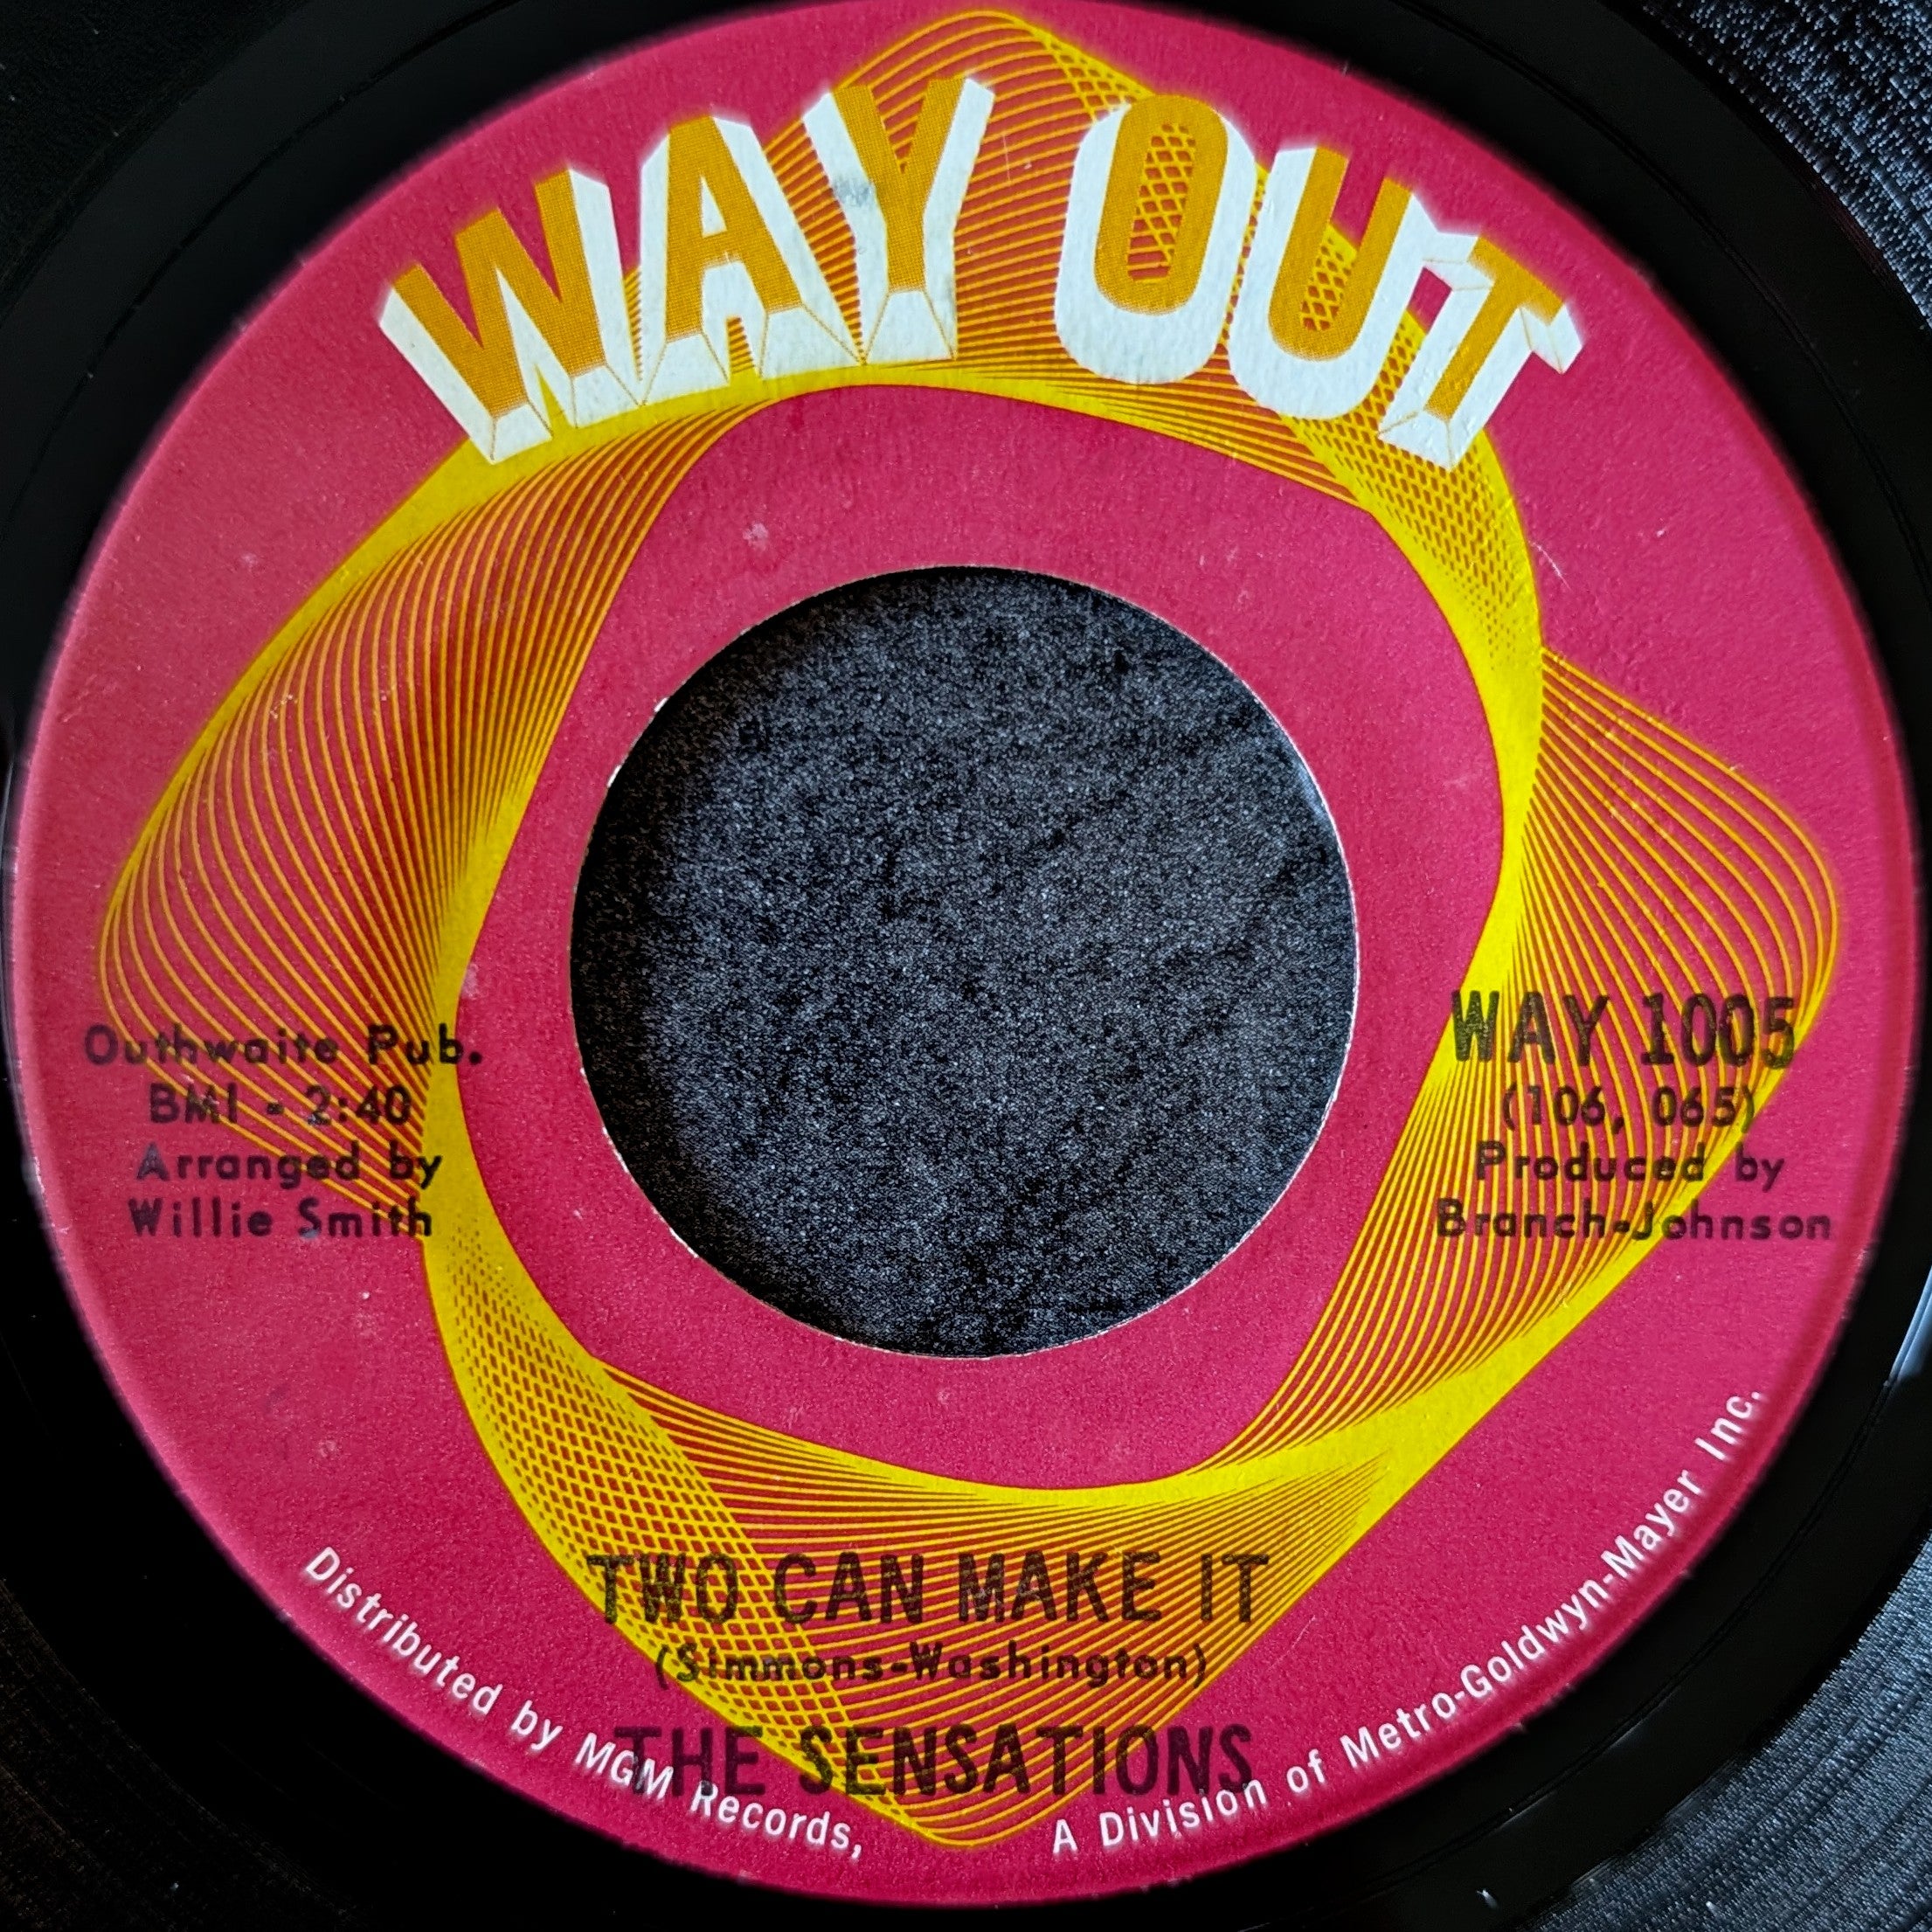 WAY OUT
Outhwaite Pub.
BMI - 2:40
Arranged by
Willie Smith
WAY 1005
(106, 065)
Produced by
Branch-Johnson
TWO CAN MAKE IT
(Simmons-Washington)
THE SENSATIONS
Distributed by MGM Records, A Division of Metro-Goldwyn-Mayer Inc.